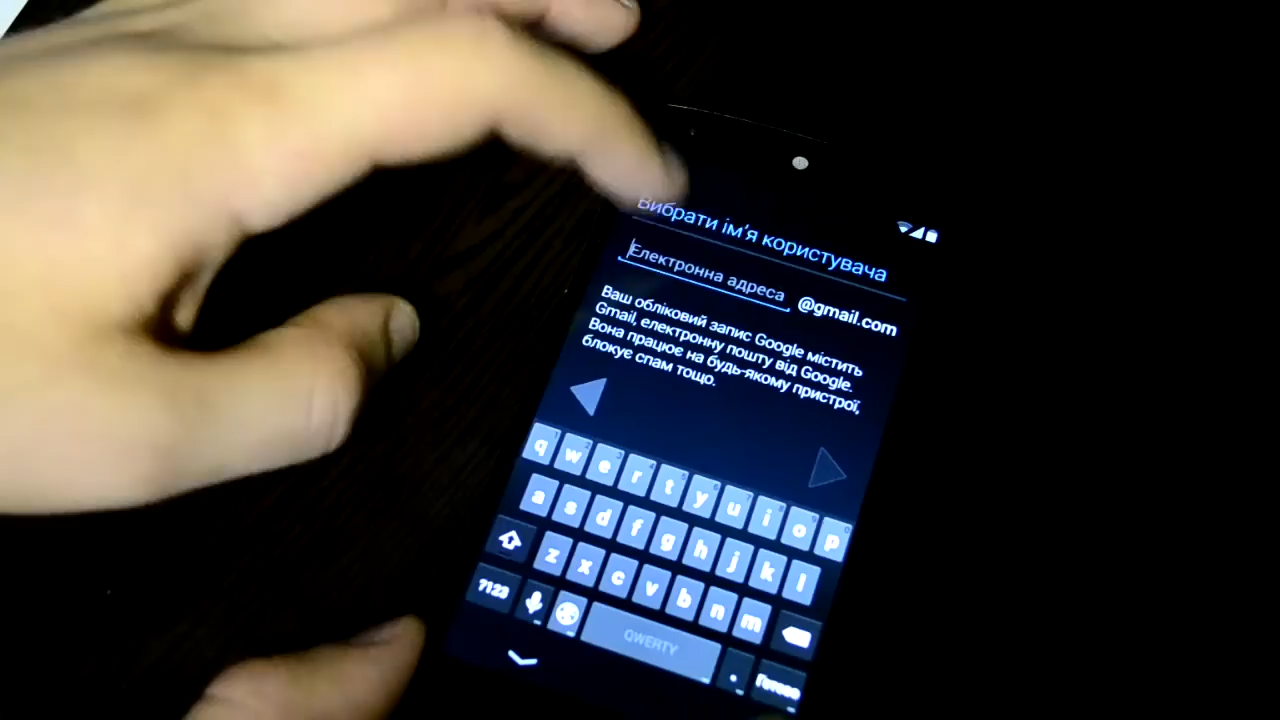 Вибрати ім'я користувача
Електронна адреса @gmail.com
Ваш обліковий запис Google містить
Gmail, електронну пошту від Google.
Вона працює на будь-якому пристрої,
блокує спам тощо.
q w e r t y u i o p
a s d f g h j k l
z x c v b n m
?123 QWERTY . Готово